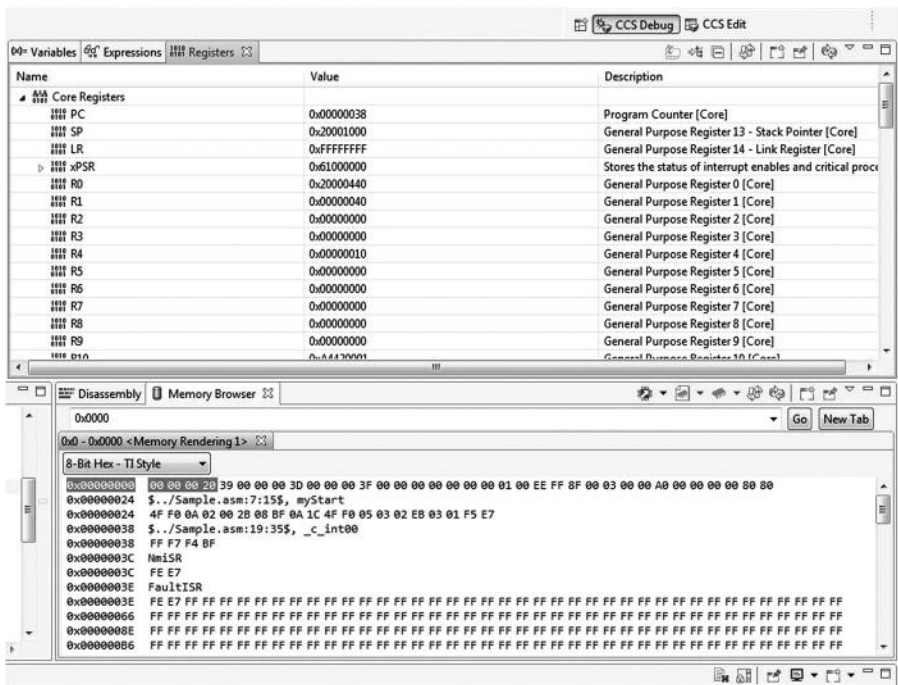 CCS Debug CCS Edit
(x)= Variables Expressions Registers
Name Value Description
Core Registers
PC 0x00000038 Program Counter [Core]
SP 0x20001000 General Purpose Register 13 - Stack Pointer [Core]
LR 0xFFFFFFFF General Purpose Register 14 - Link Register [Core]
xPSR 0x61000000 Stores the status of interrupt enables and critical proce
R0 0x20000440 General Purpose Register 0 [Core]
R1 0x00000040 General Purpose Register 1 [Core]
R2 0x00000000 General Purpose Register 2 [Core]
R3 0x00000000 General Purpose Register 3 [Core]
R4 0x00000010 General Purpose Register 4 [Core]
R5 0x00000000 General Purpose Register 5 [Core]
R6 0x00000000 General Purpose Register 6 [Core]
R7 0x00000000 General Purpose Register 7 [Core]
R8 0x00000000 General Purpose Register 8 [Core]
R9 0x00000000 General Purpose Register 9 [Core]
R10 0xA4420001 General Purpose Register 10 [Core]
Disassembly Memory Browser
0x0000 Go New Tab
0x0 - 0x0000 <Memory Rendering 1>
8-Bit Hex - TI Style
0x00000000 00 00 00 20 39 00 00 00 3D 00 00 00 3F 00 00 00 00 00 00 00 01 00 EE FF 8F 00 03 00 00 A0 00 00 00 00 80 80
0x00000024 $../Sample.asm:7:15$, myStart
0x00000024 4F F0 0A 02 00 2B 08 BF 0A 1C 4F F0 05 03 02 EB 03 01 F5 E7
0x00000038 $../Sample.asm:19:35$, _c_int00
0x00000038 FF F7 F4 BF
0x0000003C NmiSR
0x0000003C FE E7
0x0000003E FaultISR
0x0000003E FE E7 FF FF FF FF FF FF FF FF FF FF FF FF FF FF FF FF FF FF FF FF FF FF FF FF FF FF FF FF FF FF FF FF FF FF FF FF FF FF
0x00000066 FF FF FF FF FF FF FF FF FF FF FF FF FF FF FF FF FF FF FF FF FF FF FF FF FF FF FF FF FF FF FF FF FF FF FF FF FF FF FF FF
0x0000008E FF FF FF FF FF FF FF FF FF FF FF FF FF FF FF FF FF FF FF FF FF FF FF FF FF FF FF FF FF FF FF FF FF FF FF FF FF FF FF FF
0x000000B6 FF FF FF FF FF FF FF FF FF FF FF FF FF FF FF FF FF FF FF FF FF FF FF FF FF FF FF FF FF FF FF FF FF FF FF FF FF FF FF FF